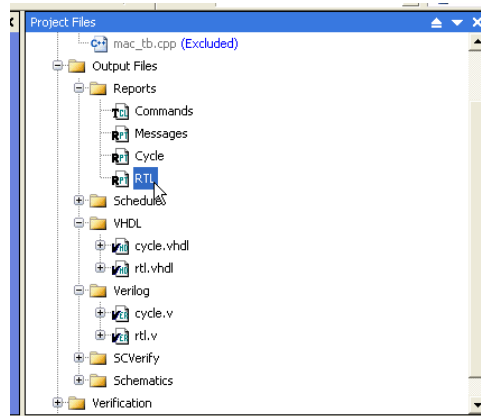 Project Files
mac_tb.cpp (Excluded)
Output Files
Reports
Commands
Messages
Cycle
RTL
Schedule
VHDL
cycle.vhdl
rtl.vhdl
Verilog
cycle.v
rtl.v
SCVerify
Schematics
Verification